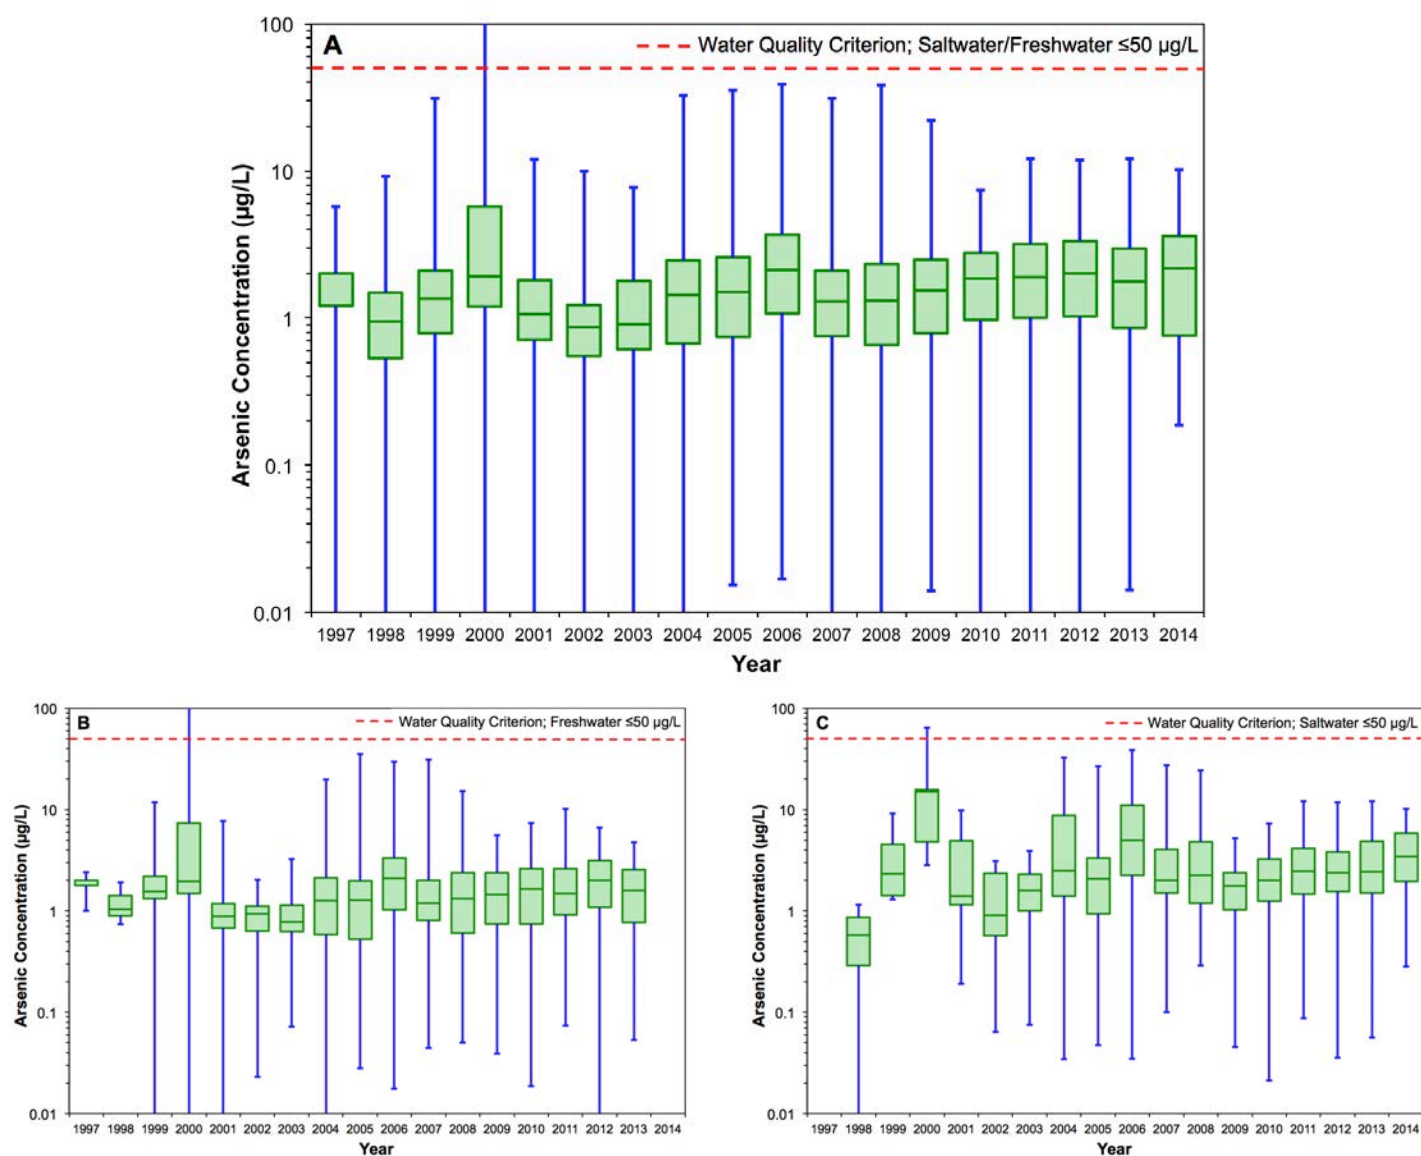 A
Water Quality Criterion; Saltwater/Freshwater ≤50 µg/L
100
10
1
0.1
0.01
Arsenic Concentration (µg/L)
1997 1998 1999 2000 2001 2002 2003 2004 2005 2006 2007 2008 2009 2010 2011 2012 2013 2014
Year
B
Water Quality Criterion; Freshwater ≤50 µg/L
100
10
1
0.1
0.01
Arsenic Concentration (µg/L)
1997 1998 1999 2000 2001 2002 2003 2004 2005 2006 2007 2008 2009 2010 2011 2012 2013 2014
Year
C
Water Quality Criterion; Saltwater ≤50 µg/L
100
10
1
0.1
0.01
Arsenic Concentration (µg/L)
1997 1998 1999 2000 2001 2002 2003 2004 2005 2006 2007 2008 2009 2010 2011 2012 2013 2014
Year